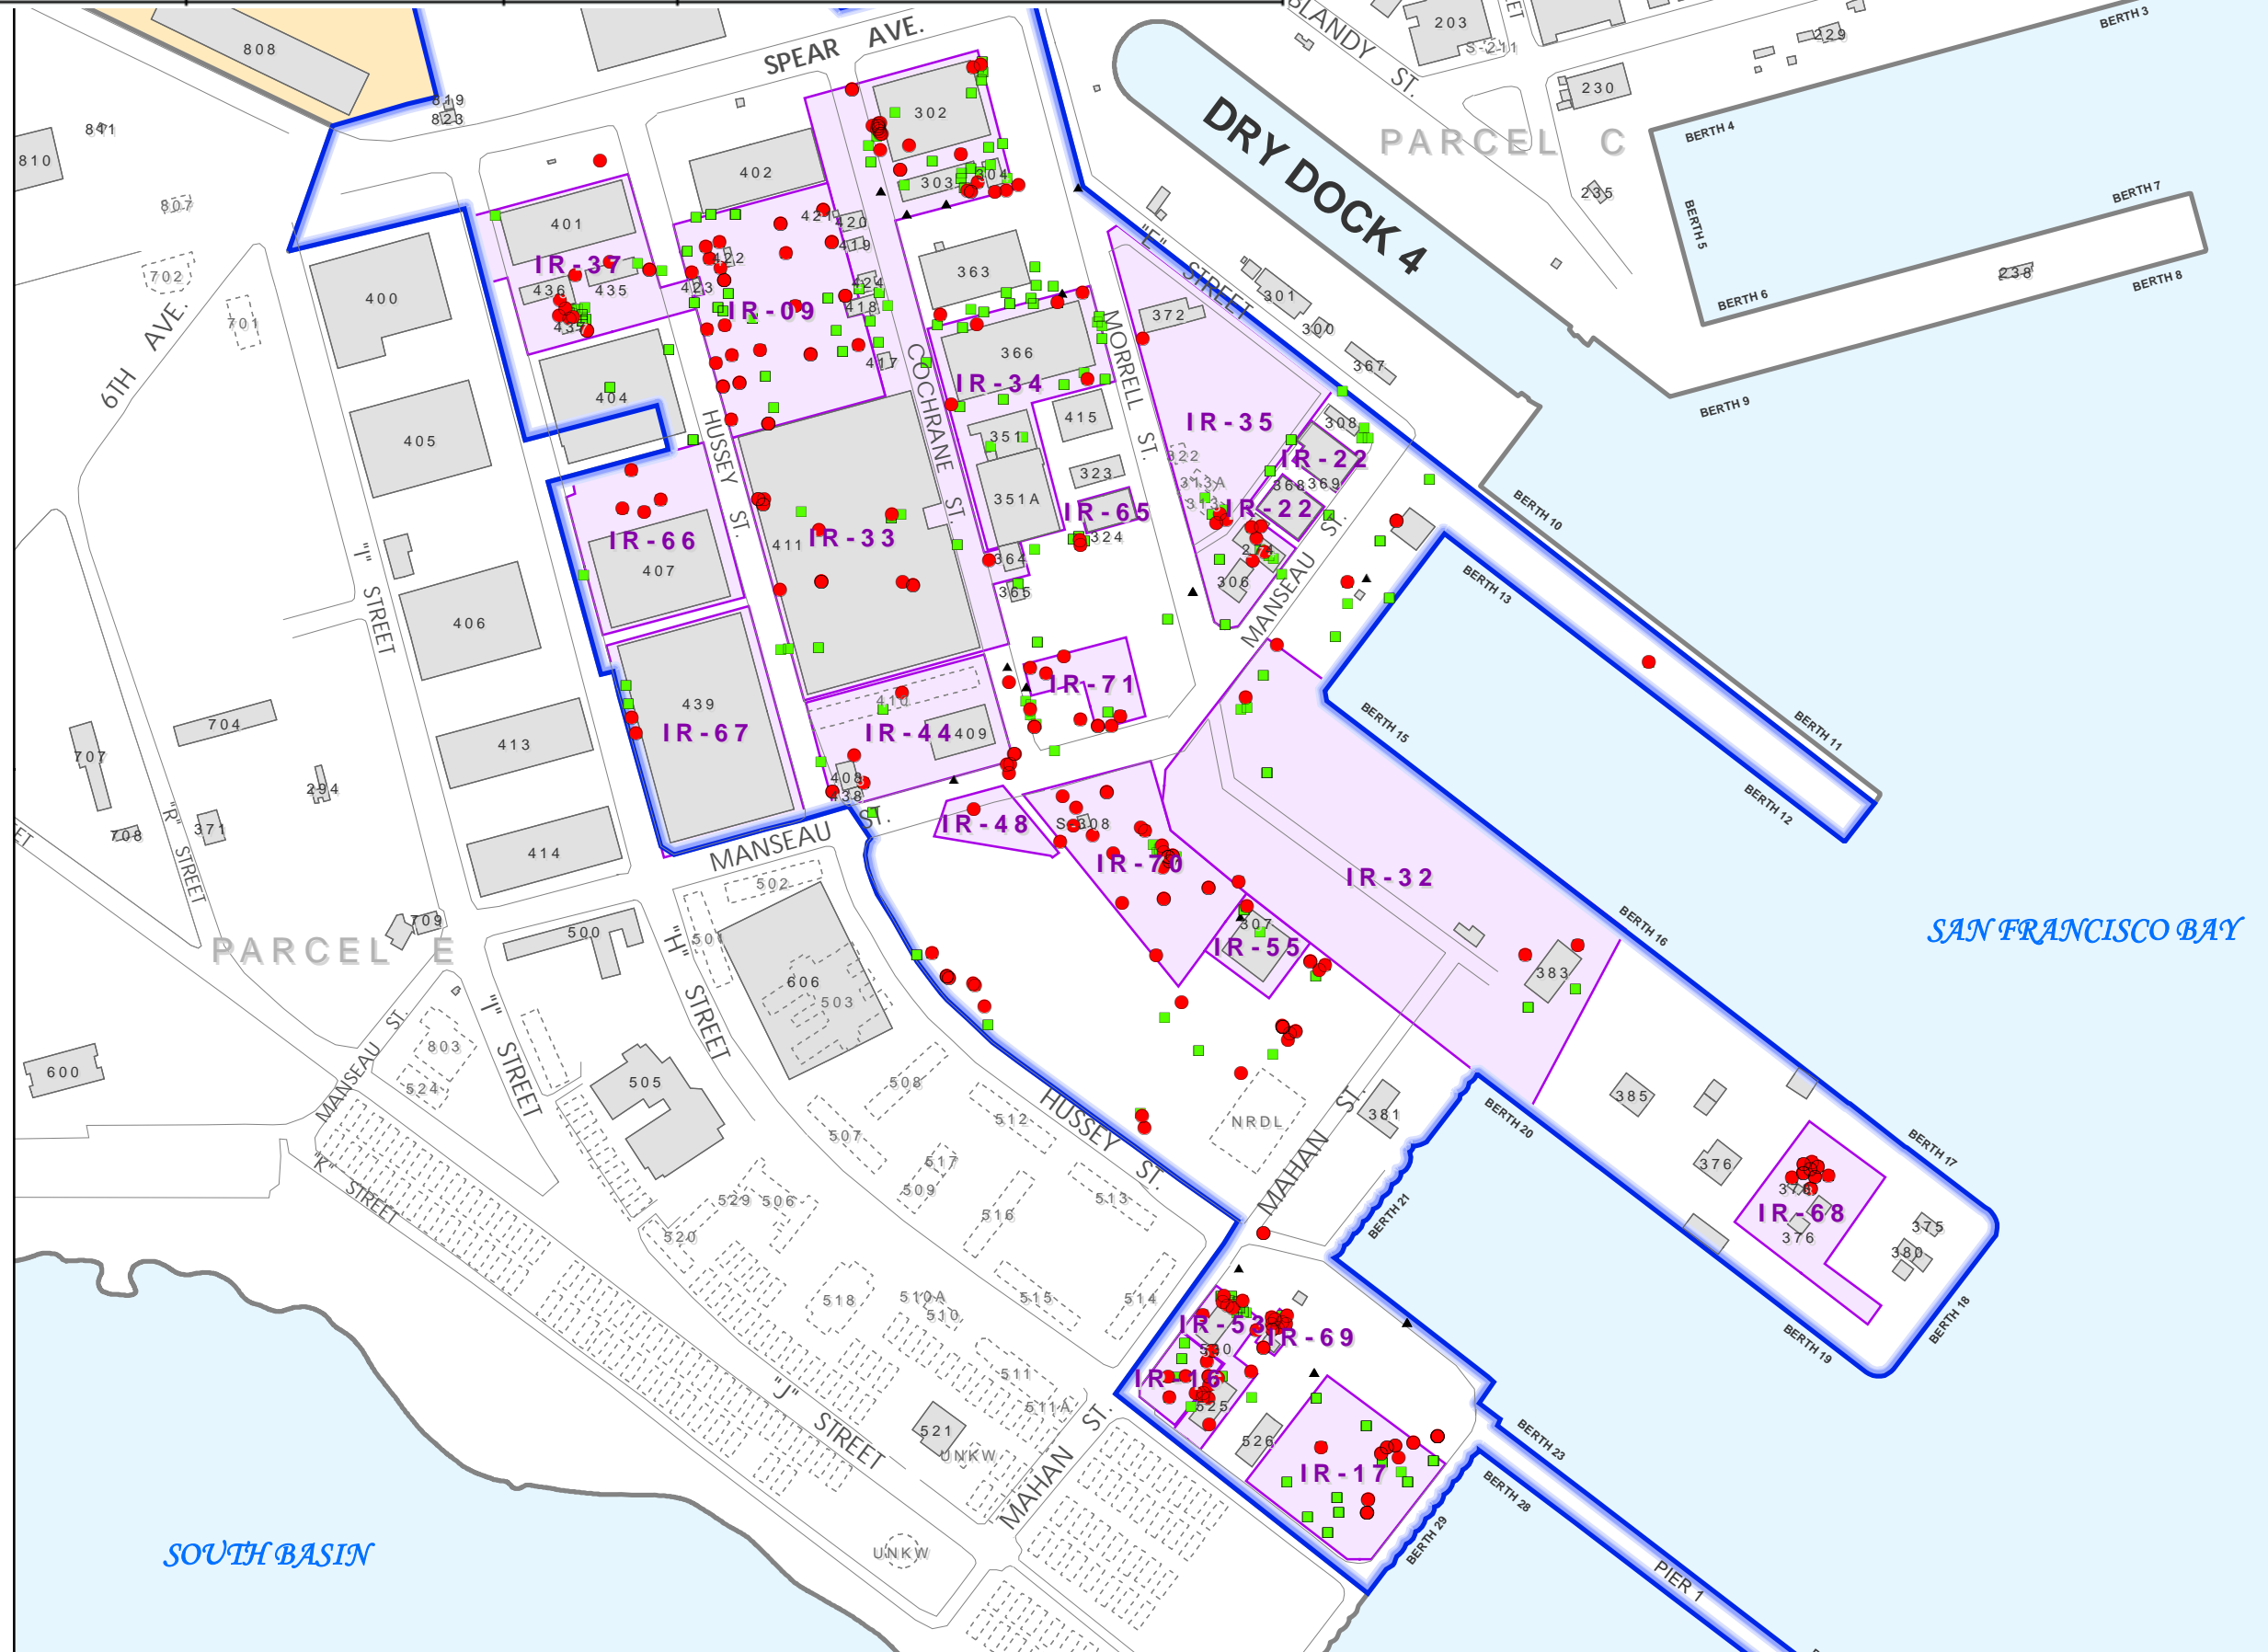 808
819
823
841
810
807
702
701
6TH AVE.
SPEAR AVE.
302
303
304
402
401
IR-37
436
435
437
421
420
419
422
423
424
418
417
IR-09
363
366
IR-34
400
404
405
406
413
414
704
707
708
294
371
709
"I" STREET
"R" STREET
HUSSEY ST.
COCHRANE ST.
MORRELL ST.
"E" STREET
BLANDY ST.
203
S-211
229
230
235
238
PARCEL C
DRY DOCK 4
BERTH 3
BERTH 4
BERTH 5
BERTH 6
BERTH 7
BERTH 8
BERTH 9
BERTH 10
BERTH 11
BERTH 12
BERTH 13
BERTH 15
BERTH 16
BERTH 17
BERTH 18
BERTH 19
BERTH 20
BERTH 21
BERTH 23
BERTH 28
BERTH 29
PIER 1
301
300
367
372
IR-35
308
IR-22
368
369
IR-22
322
313A
313
274
306
MANSEAU ST.
415
351
323
351A
IR-65
324
364
365
411
IR-33
IR-66
407
439
IR-67
410
IR-44
409
408
438
IR-71
IR-48
S-308
IR-70
IR-32
307
IR-55
383
385
376
IR-68
376
375
380
381
NRDL
MANSEAU ST.
MAHAN ST.
HUSSEY ST.
502
501
500
606
503
"H" STREET
"I" STREET
PARCEL E
MANSEAU ST.
803
524
600
505
508
507
512
517
509
516
513
529
506
520
518
510A
510
515
514
511
511A
521
UNKW
UNKW
"K" STREET
"J" STREET
MAHAN ST.
IR-53
530
IR-69
IR-16
525
526
IR-17
SAN FRANCISCO BAY
SOUTH BASIN